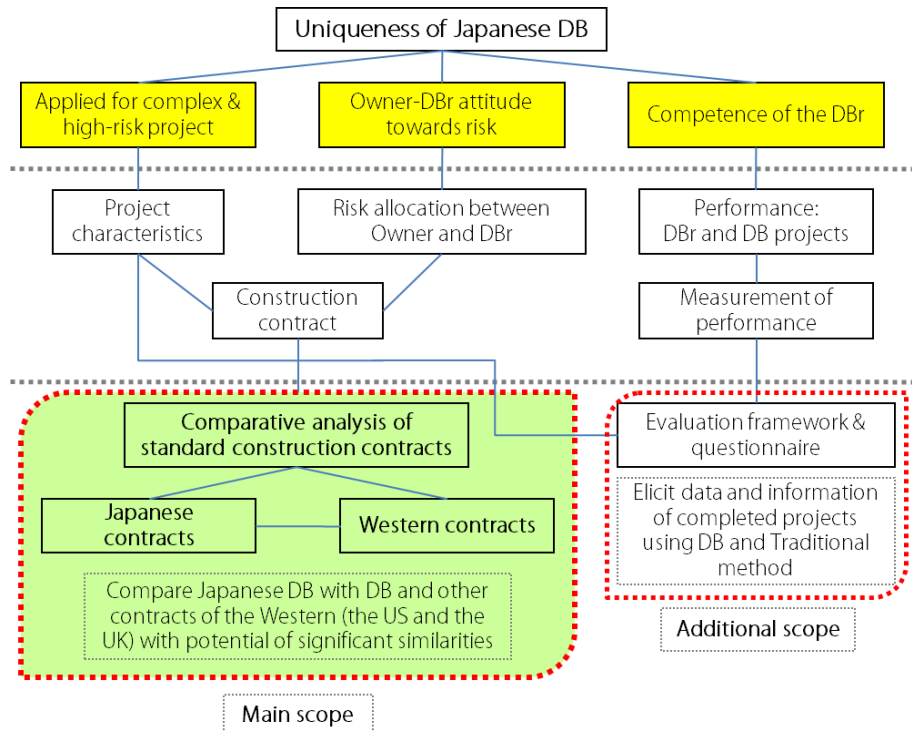 Uniqueness of Japanese DB
Applied for complex &
high-risk project
Owner-DBr attitude
towards risk
Competence of the DBr
Project
characteristics
Risk allocation between
Owner and DBr
Performance:
DBr and DB projects
Construction
contract
Measurement of
performance
Comparative analysis of
standard construction contracts
Evaluation framework &
questionnaire
Japanese
contracts
Western contracts
Elicit data and information
of completed projects
using DB and Traditional
method
Compare Japanese DB with DB and other
contracts of the Western (the US and the
UK) with potential of significant similarities
Additional scope
Main scope